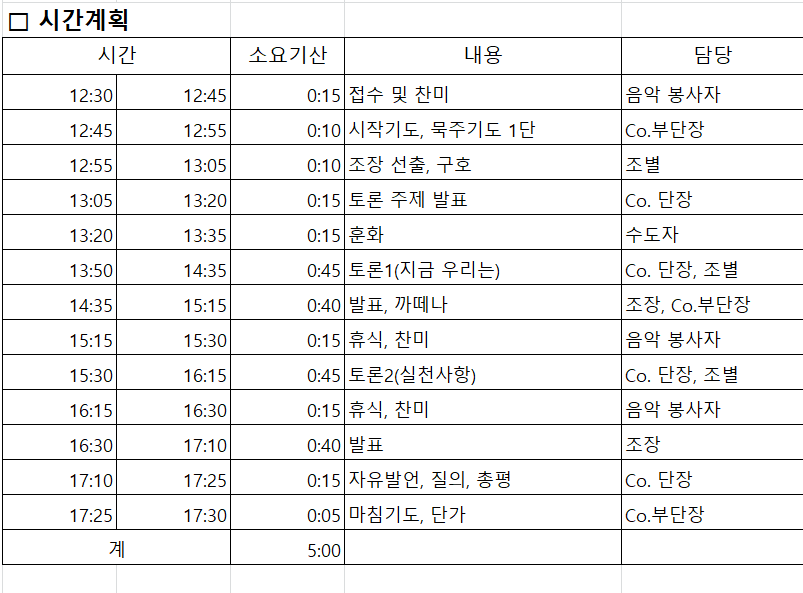 □ 시간계획
시간 소요기산 내용 담당
12:30 12:45 0:15 접수 및 찬미 음악 봉사자
12:45 12:55 0:10 시작기도, 묵주기도 1단 Co.부단장
12:55 13:05 0:10 조장 선출, 구호 조별
13:05 13:20 0:15 토론 주제 발표 Co. 단장
13:20 13:35 0:15 훈화 수도자
13:50 14:35 0:45 토론1(지금 우리는) Co. 단장, 조별
14:35 15:15 0:40 발표, 까떼나 조장, Co.부단장
15:15 15:30 0:15 휴식, 찬미 음악 봉사자
15:30 16:15 0:45 토론2(실천사항) Co. 단장, 조별
16:15 16:30 0:15 휴식, 찬미 음악 봉사자
16:30 17:10 0:40 발표 조장
17:10 17:25 0:15 자유발언, 질의, 총평 Co. 단장
17:25 17:30 0:05 마침기도, 단가 Co.부단장
계 5:00